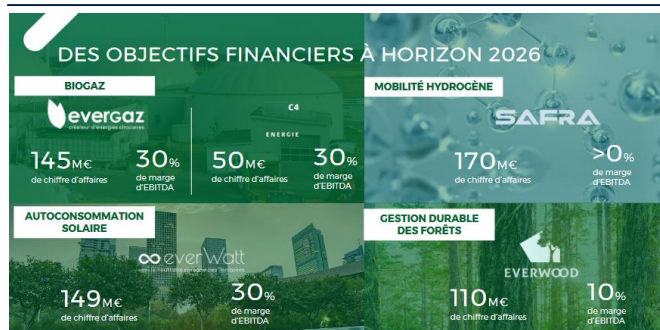 DES OBJECTIFS FINANCIERS À HORIZON 2026
BIOGAZ
evergaz
créateur d'énergies circulaires
145M€
de chiffre d'affaires
30%
de marge
d'EBITDA
C4
ENERGIE
50M€
de chiffre d'affaires
30%
de marge
d'EBITDA
MOBILITÉ HYDROGÈNE
SAFRA
170M€
de chiffre d'affaires
>0%
de marge
d'EBITDA
AUTOCONSOMMATION
SOLAIRE
everWatt
149M€
de chiffre d'affaires
30%
de marge
d'EBITDA
GESTION DURABLE
DES FORÊTS
EVERWOOD
110M€
de chiffre d'affaires
10%
de marge
d'EBITDA